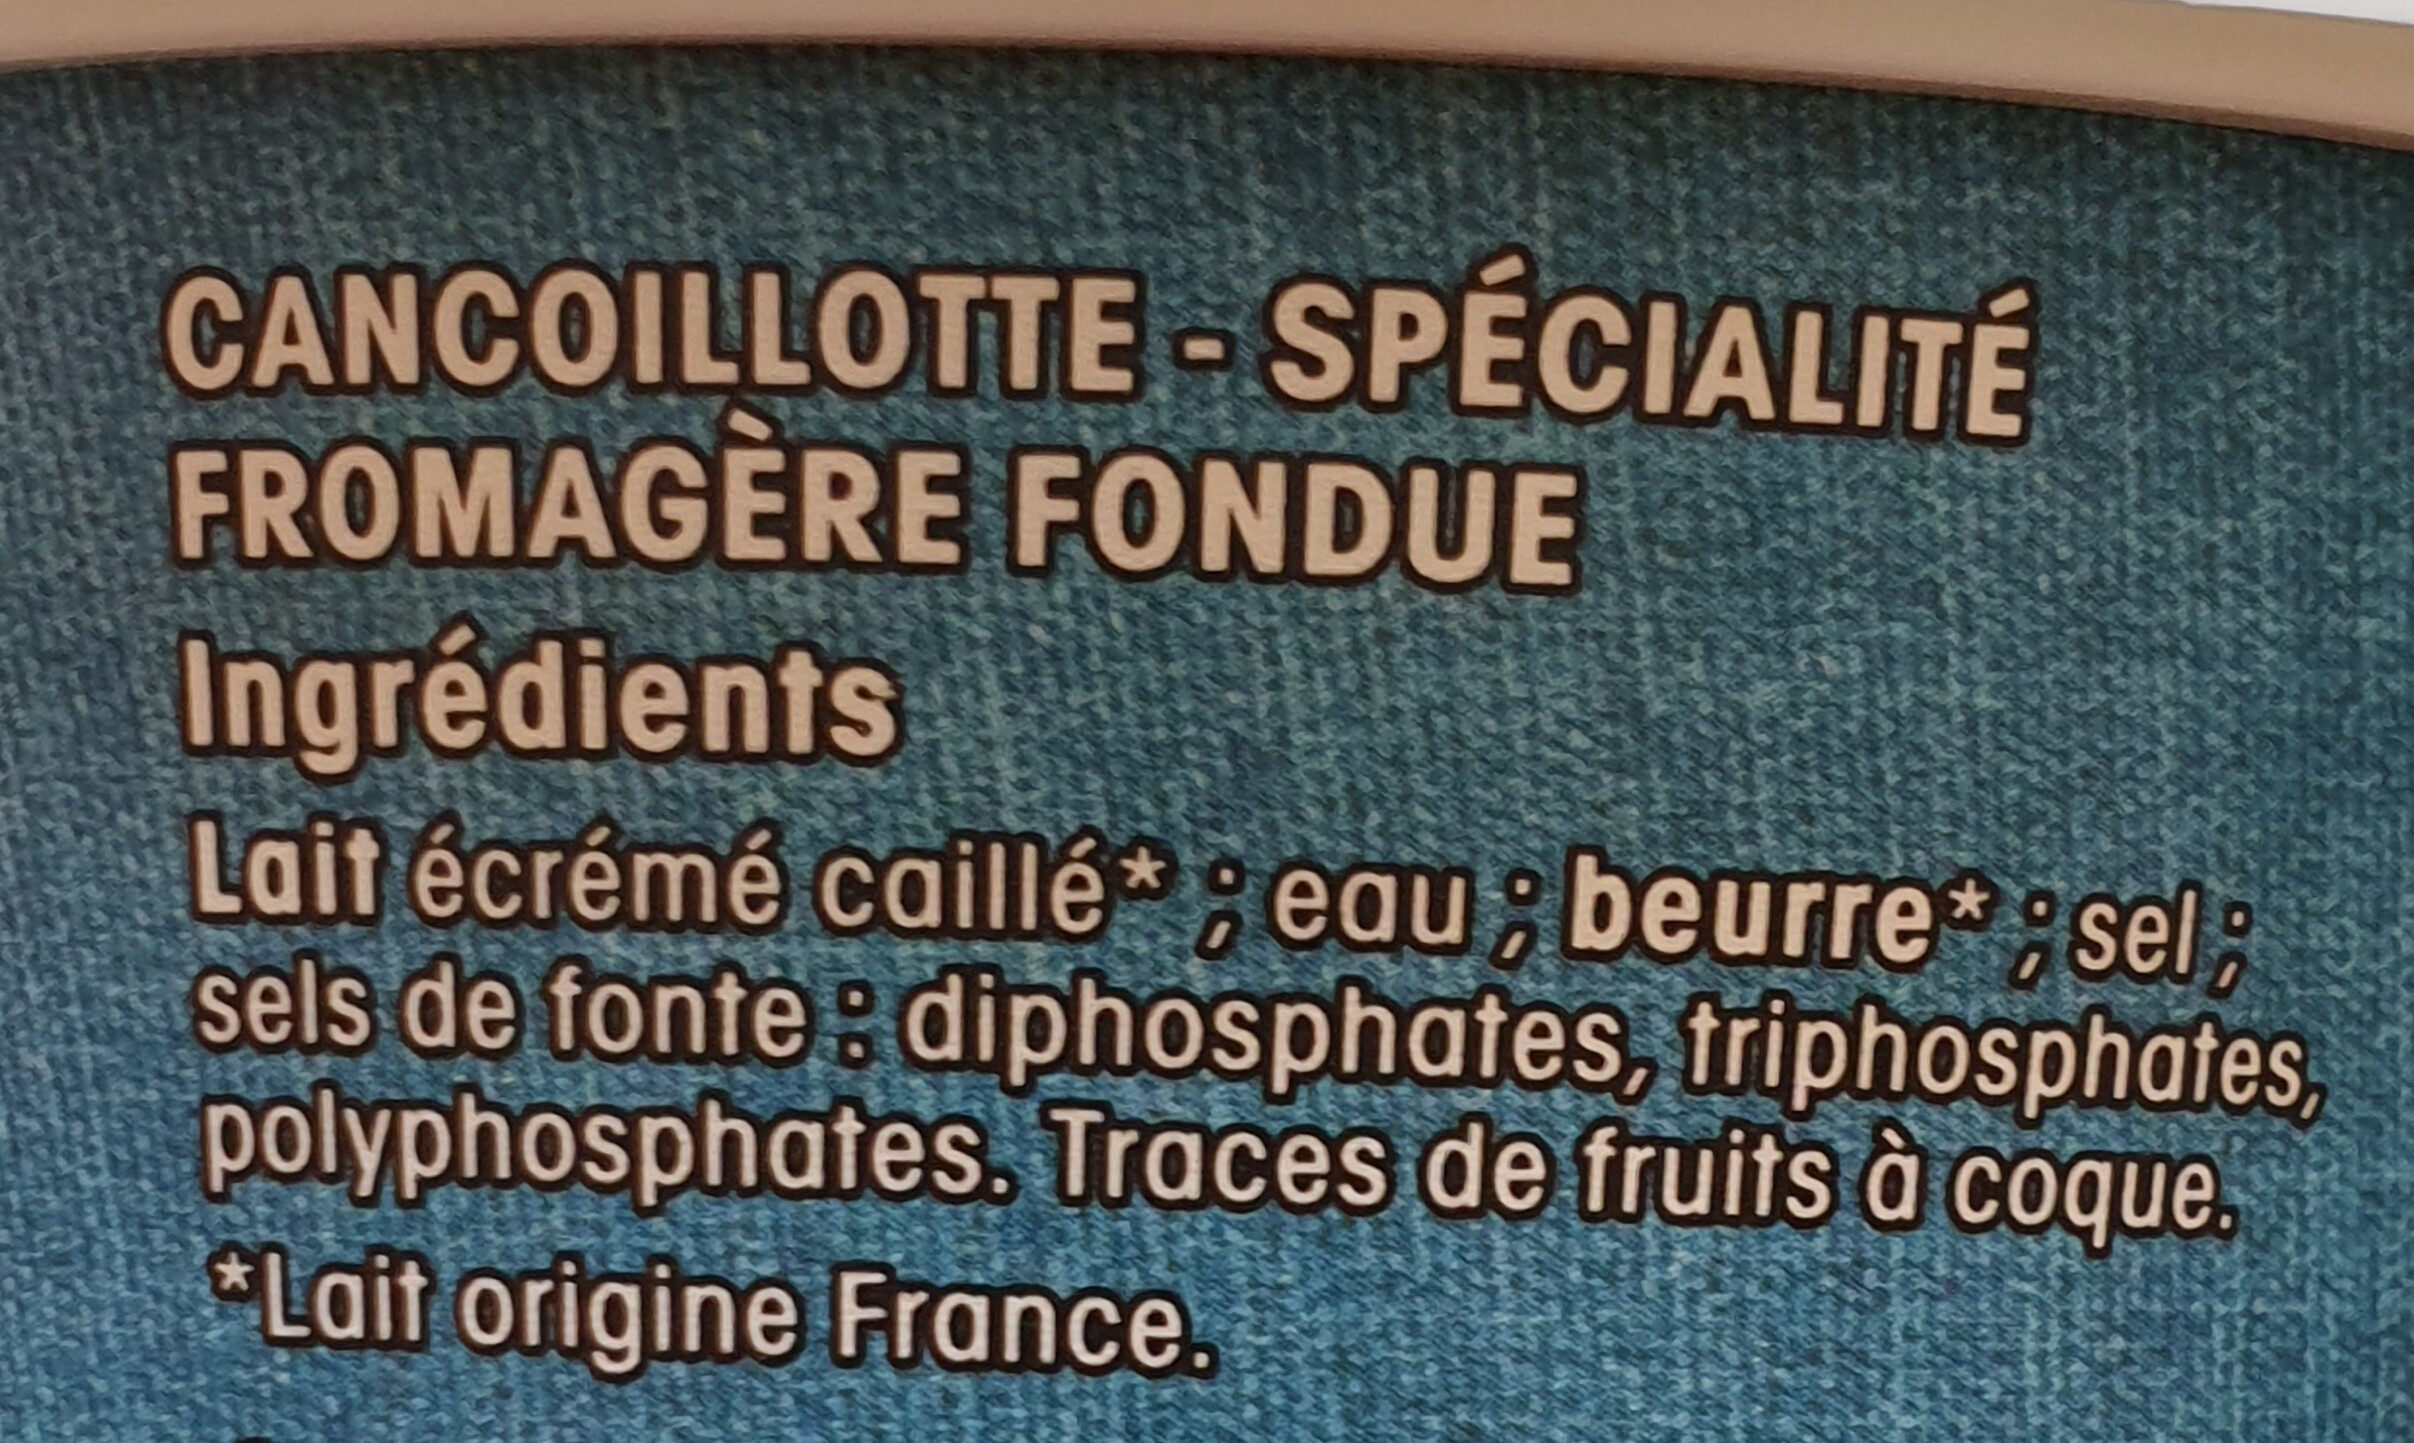 CANCOILLOTTE - SPÉCIALITÉ
FROMAGÈRE FONDUE
Ingrédients
Lait écrémé caillé* ; eau ; beurre* ; sel ;
sels de fonte : diphosphates, triphosphates,
polyphosphates. Traces de fruits à coque.
*Lait origine France.